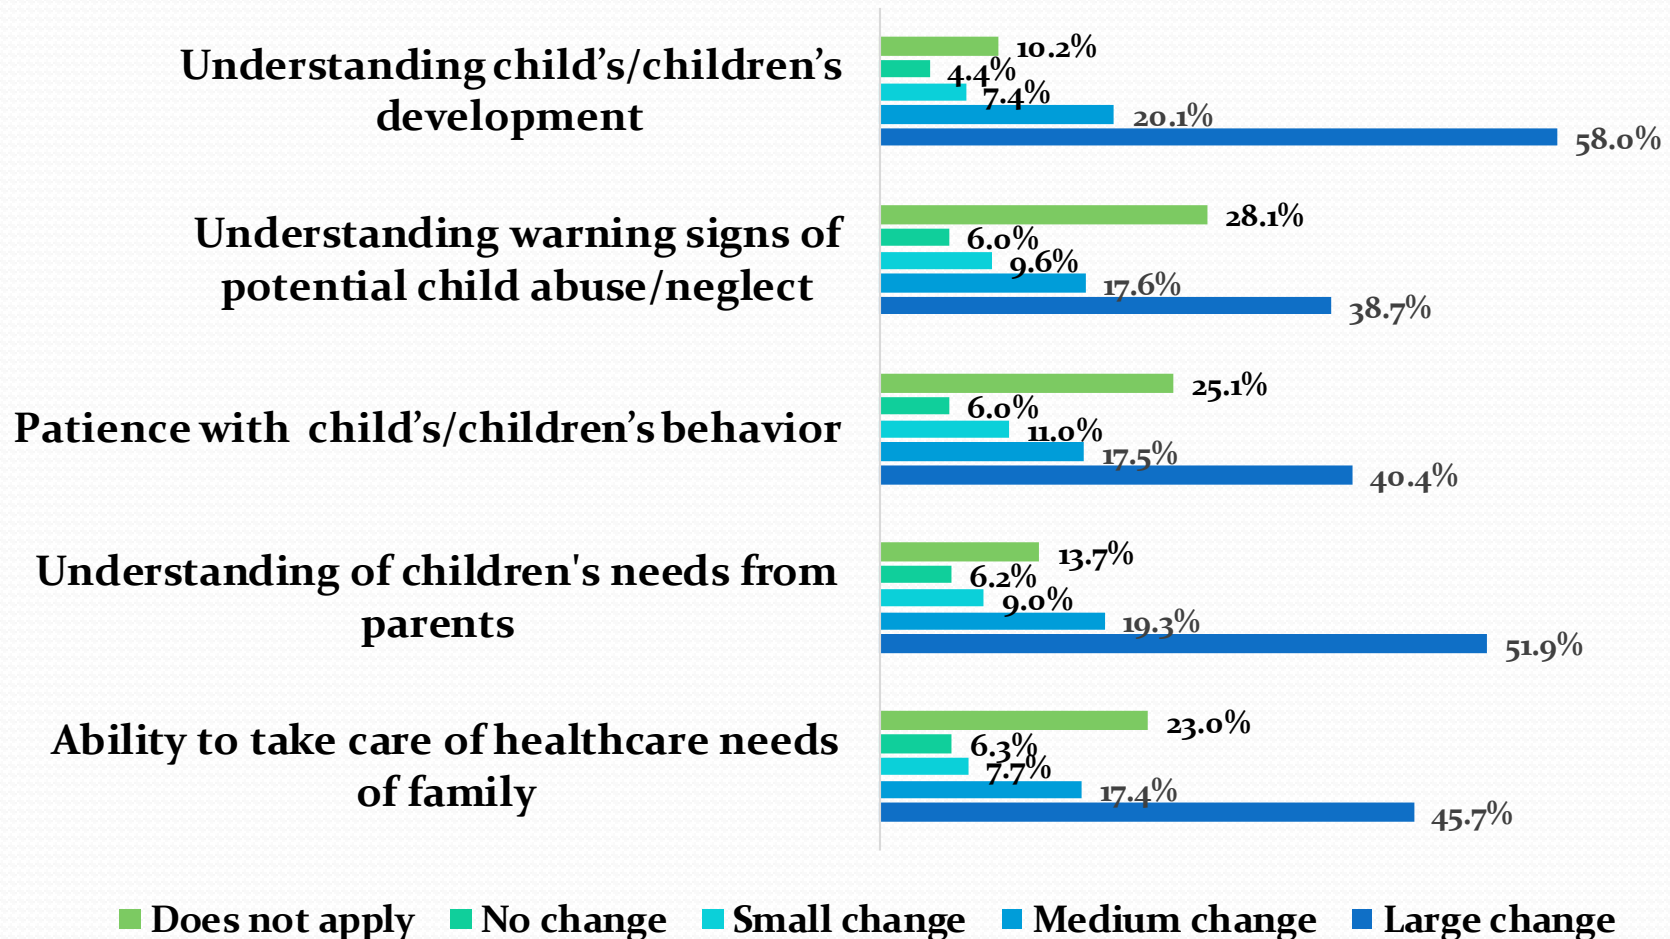 Understanding child’s/children’s
development
10.2%
4.4%
7.4%
20.1%
58.0%
Understanding warning signs of
potential child abuse/neglect
28.1%
6.0%
9.6%
17.6%
38.7%
Patience with child’s/children’s behavior
25.1%
6.0%
11.0%
17.5%
40.4%
Understanding of children's needs from
parents
13.7%
6.2%
9.0%
19.3%
51.9%
Ability to take care of healthcare needs
of family
23.0%
6.3%
7.7%
17.4%
45.7%
Does not apply No change Small change Medium change Large change